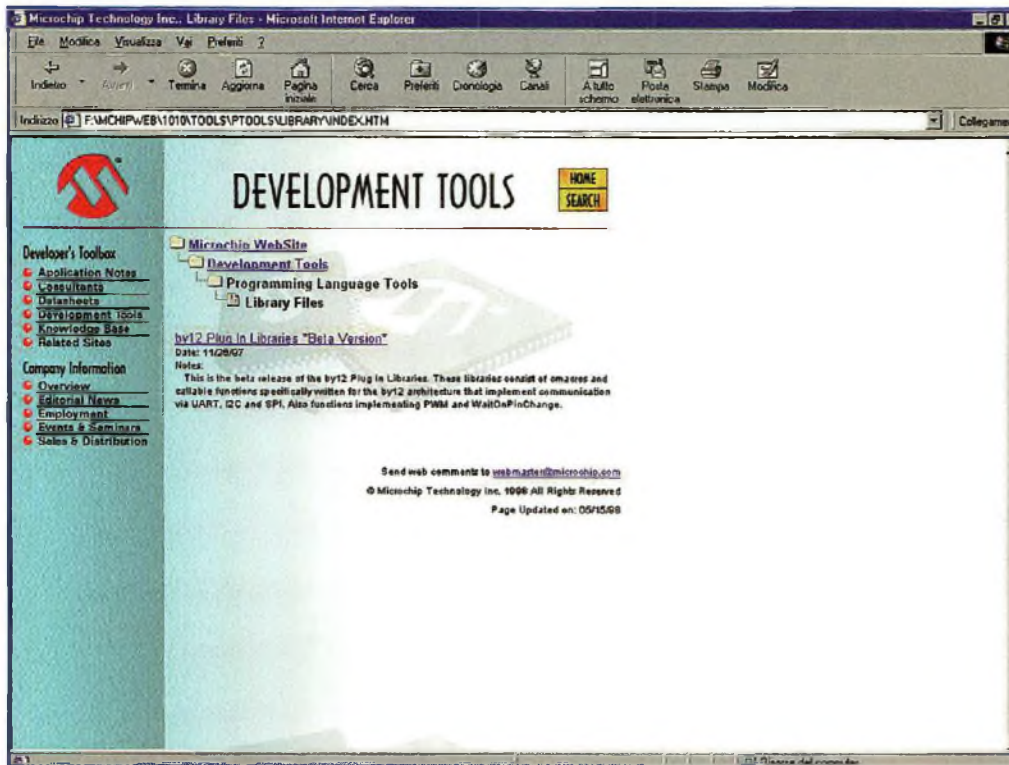 Microchip Technology Inc., Library Files - Microsoft Internet Explorer
File Modifica Visualizza Vai Preferiti ?
Indietro Avanti Termina Aggiorna Pagina iniziale Cerca Preferiti Cronologia Canali A tutto schermo Posta elettronica Stampa Modifica
Indirizzo F:\MCHIPWEB\1010\TOOLS\PTOOLS\LIBRARY\INDEX.HTM Collegame
DEVELOPMENT TOOLS
HOME
SEARCH
Developer's Toolbox
Application Notes
Consultants
Datasheets
Development Tools
Knowledge Base
Related Sites
Company Information
Overview
Editorial News
Employment
Events & Seminars
Sales & Distribution
Microchip WebSite
Development Tools
Programming Language Tools
Library Files
by12 Plug In Libraries "Beta Version"
Date: 11/26/97
Notes:
This is the beta release of the by12 Plug In Libraries. These libraries consist of omacres and
callable functions specifically written for the by12 architecture that implement communication
via UART, I2C and SPI. Also functions implementing PWM and WaitOnPinChange.
Send web comments to webmaster@microchip.com
© Microchip Technology Inc. 1998 All Rights Reserved
Page Updated on: 05/15/98
Risorse del computer